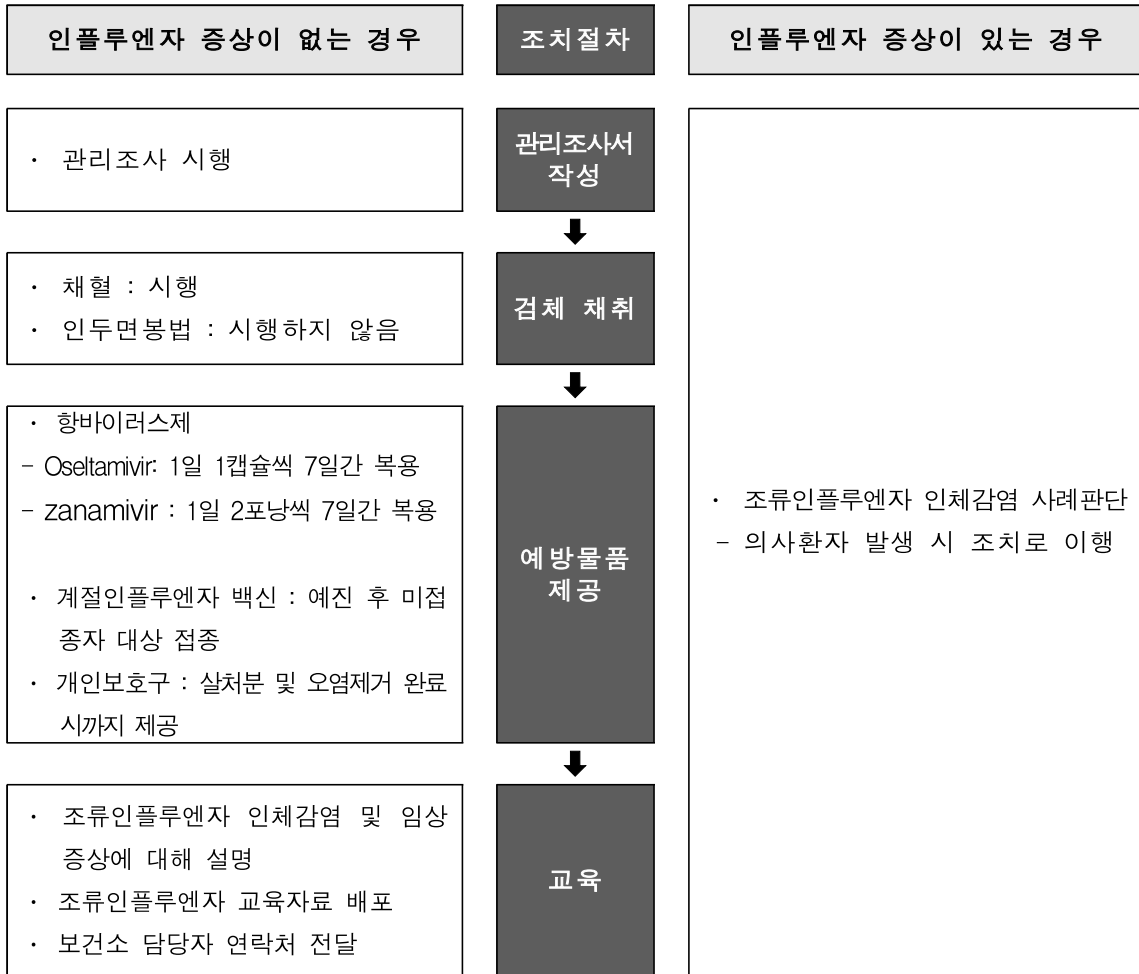 인플루엔자 증상이 없는 경우
조치절차
인플루엔자 증상이 있는 경우
· 관리조사 시행
관리조사서
작성
· 채혈 : 시행
· 인두면봉법 : 시행하지 않음
검체 채취
· 항바이러스제
- Oseltamivir: 1일 1캡슐씩 7일간 복용
- zanamivir : 1일 2포낭씩 7일간 복용
· 계절인플루엔자 백신 : 예진 후 미접
종자 대상 접종
· 개인보호구 : 살처분 및 오염제거 완료
시까지 제공
예방물품
제공
· 조류인플루엔자 인체감염 및 임상
증상에 대해 설명
· 조류인플루엔자 교육자료 배포
· 보건소 담당자 연락처 전달
교육
· 조류인플루엔자 인체감염 사례판단
- 의사환자 발생 시 조치로 이행